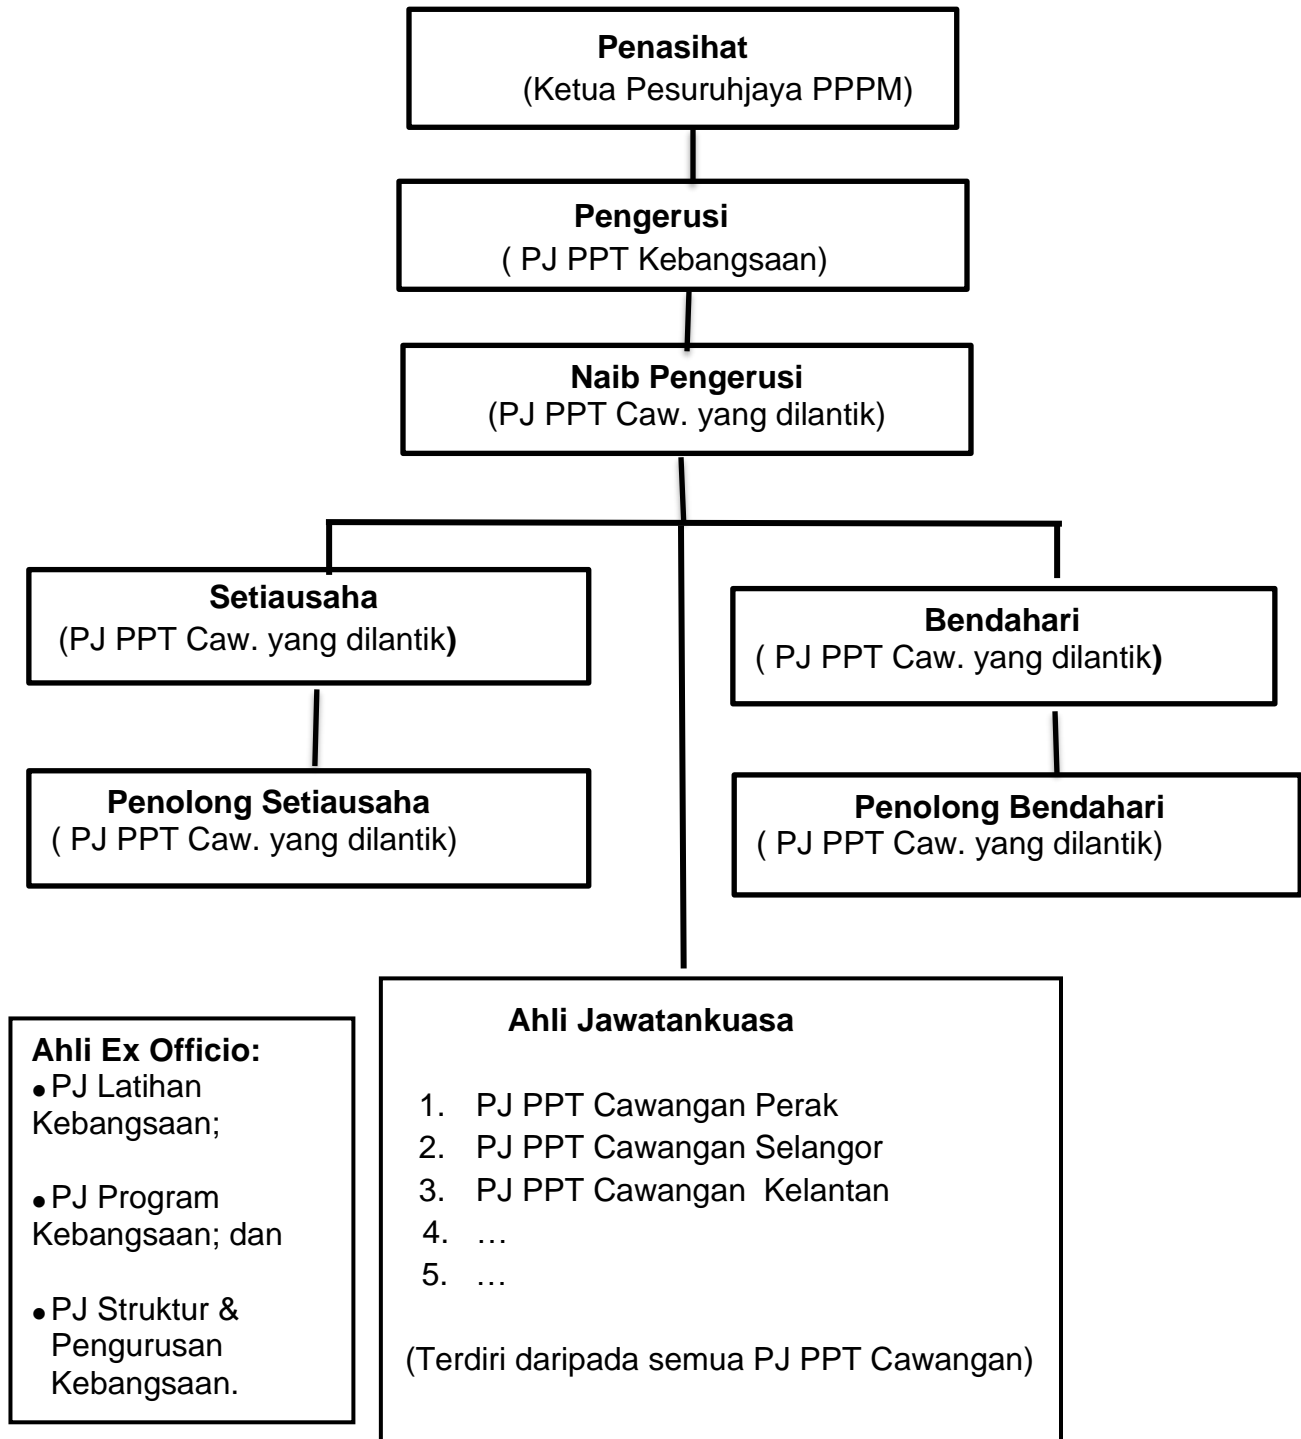 Penasihat
(Ketua Pesuruhjaya PPPM)
Pengerusi
( PJ PPT Kebangsaan)
Naib Pengerusi
(PJ PPT Caw. yang dilantik)
Setiausaha
(PJ PPT Caw. yang dilantik)
Bendahari
( PJ PPT Caw. yang dilantik)
Penolong Setiausaha
( PJ PPT Caw. yang dilantik)
Penolong Bendahari
( PJ PPT Caw. yang dilantik)
Ahli Ex Officio:
• PJ Latihan
Kebangsaan;
• PJ Program
Kebangsaan; dan
• PJ Struktur &
Pengurusan
Kebangsaan.
Ahli Jawatankuasa
1. PJ PPT Cawangan Perak
2. PJ PPT Cawangan Selangor
3. PJ PPT Cawangan Kelantan
4. …
5. …
(Terdiri daripada semua PJ PPT Cawangan)